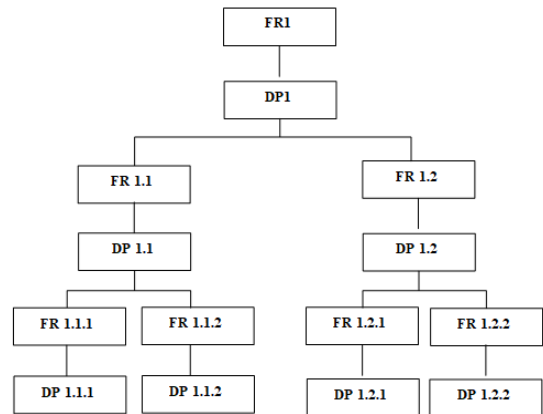 FR1
DP1
FR 1.1
FR 1.2
DP 1.1
DP 1.2
FR 1.1.1
FR 1.1.2
FR 1.2.1
FR 1.2.2
DP 1.1.1
DP 1.1.2
DP 1.2.1
DP 1.2.2